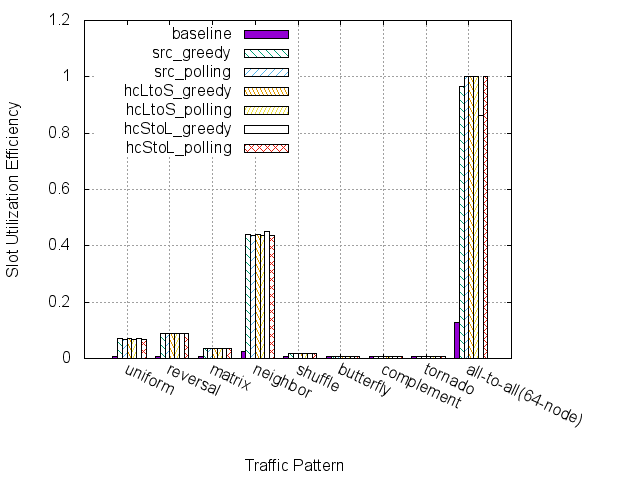 1.2
1
0.8
0.6
0.4
0.2
0
Slot Utilization Efficiency
baseline
src_greedy
src_polling
hcLtoS_greedy
hcLtoS_polling
hcStoL_greedy
hcStoL_polling
uniform
reversal
matrix
neighbor
shuffle
butterfly
complement
tornado
all-to-all(64-node)
Traffic Pattern